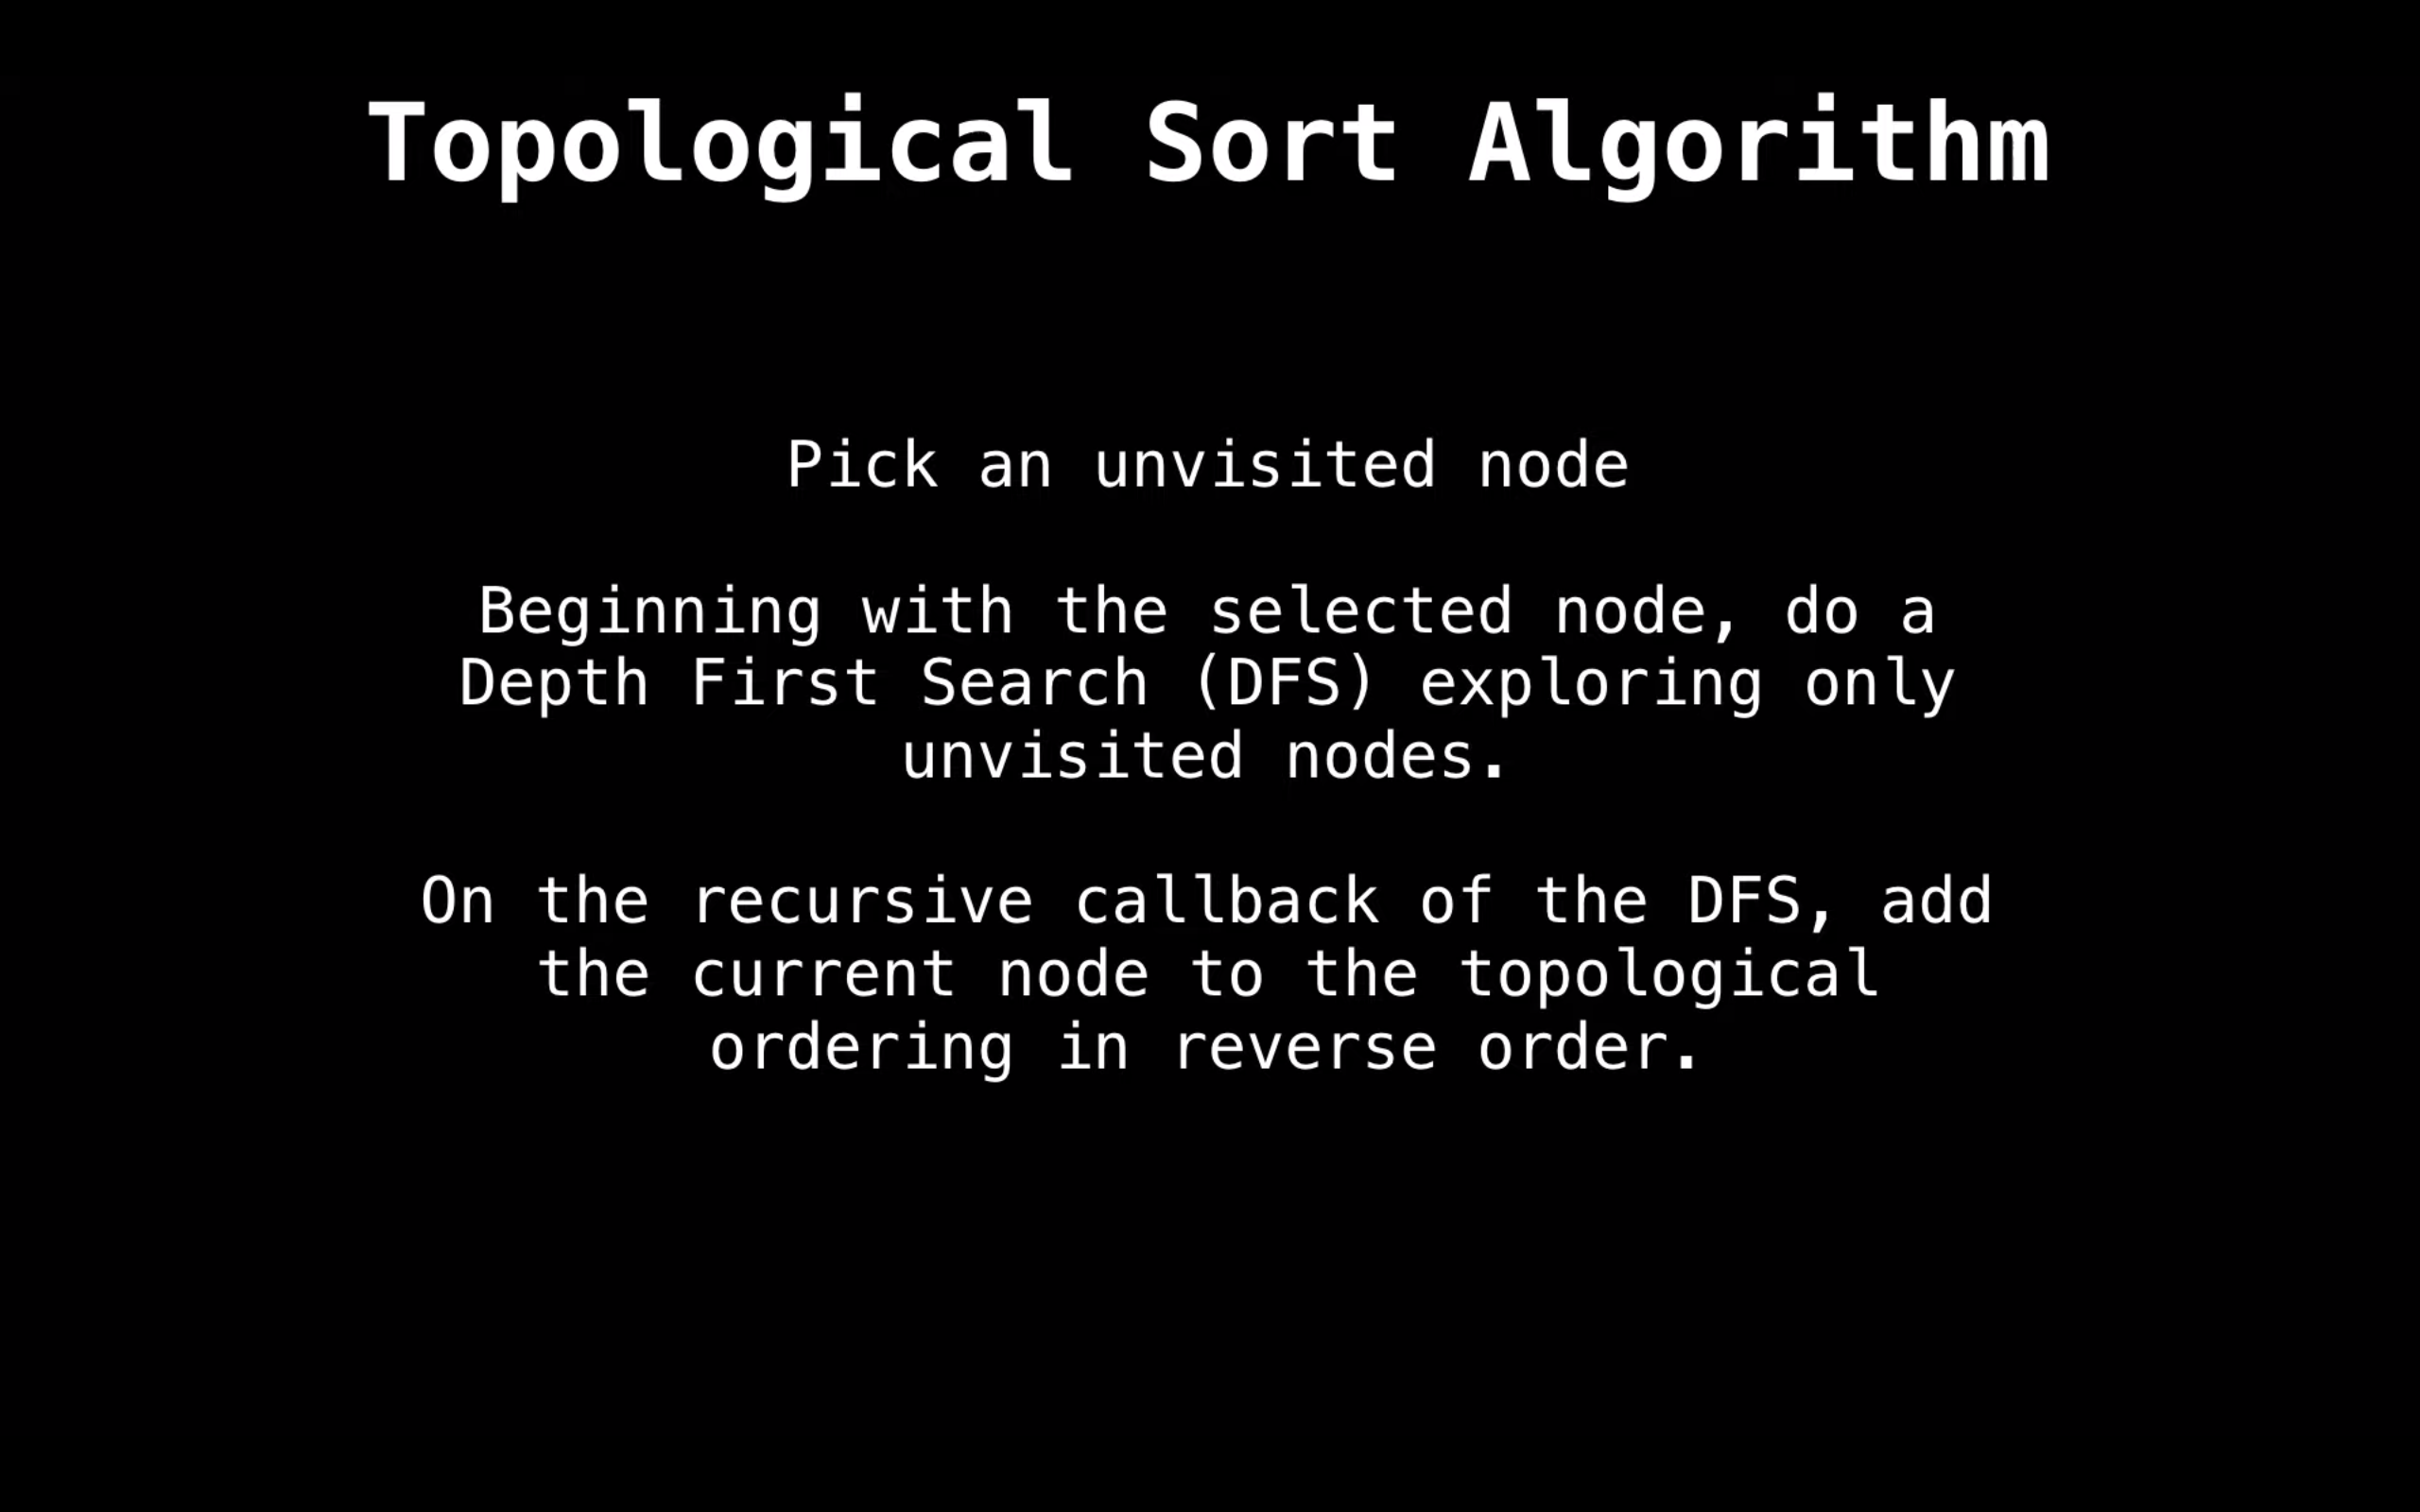 Topological Sort Algorithm
Pick an unvisited node
Beginning with the selected node, do a
Depth First Search (DFS) exploring only
unvisited nodes.
On the recursive callback of the DFS, add
the current node to the topological
ordering in reverse order.